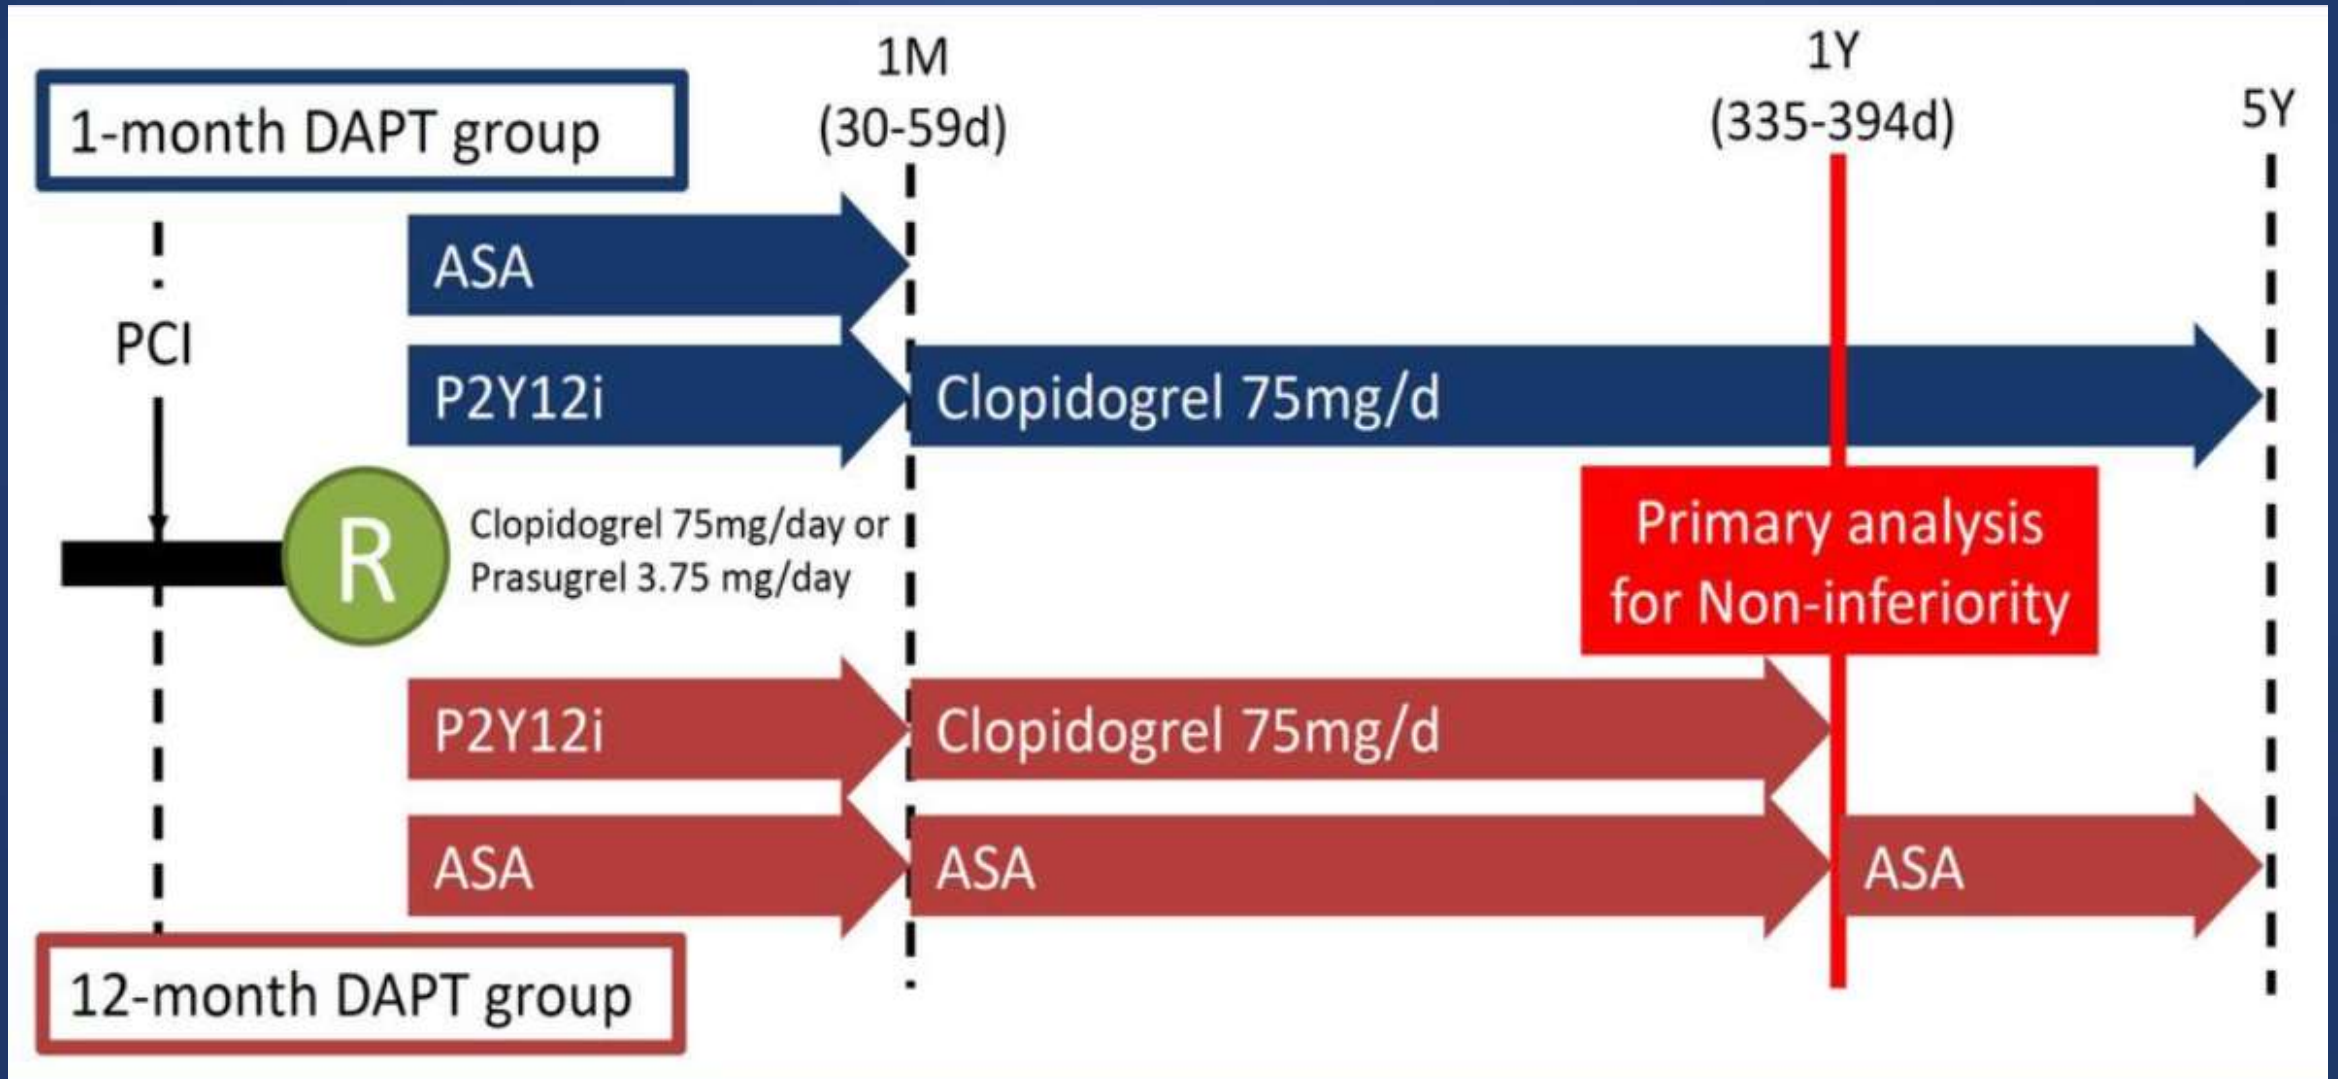 1M
(30-59d)
1Y
(335-394d)
5Y
1-month DAPT group
ASA
P2Y12i
Clopidogrel 75mg/d
PCI
R
Clopidogrel 75mg/day or
Prasugrel 3.75 mg/day
Primary analysis
for Non-inferiority
P2Y12i
Clopidogrel 75mg/d
ASA
ASA
ASA
12-month DAPT group